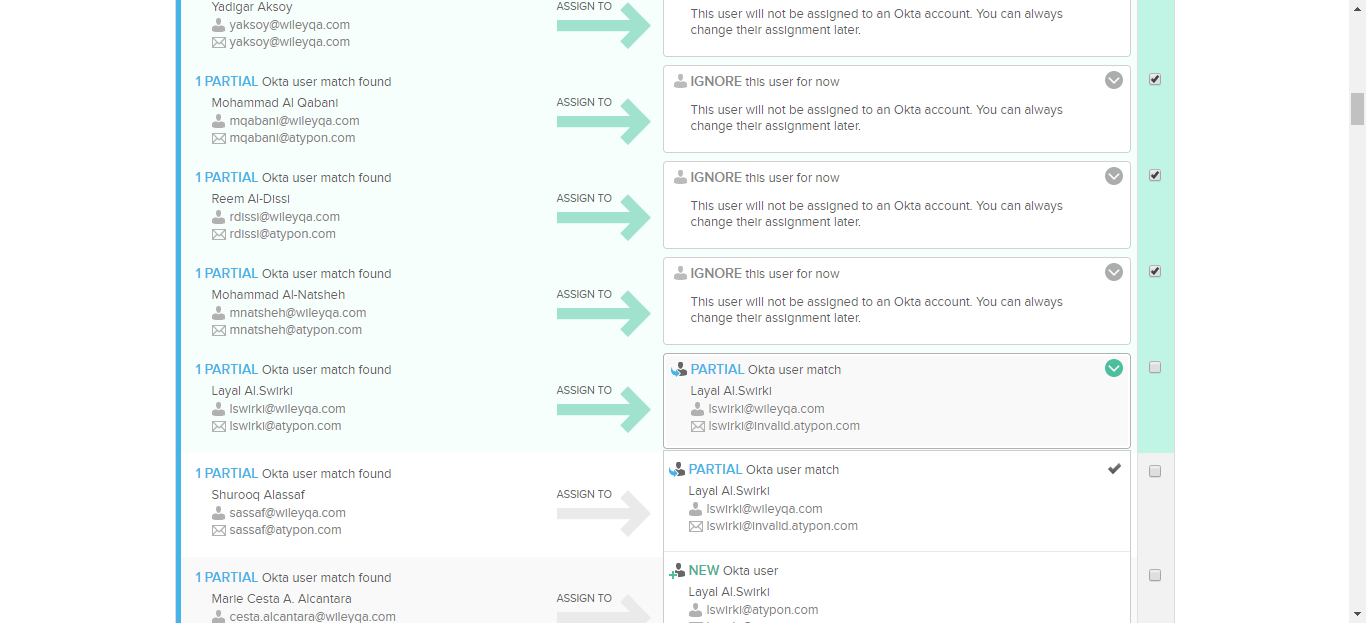 Yadigar Aksoy
yaksoy@wileyqa.com
yaksoy@wileyqa.com
ASSIGN TO
This user will not be assigned to an Okta account. You can always
change their assignment later.
1 PARTIAL Okta user match found
Mohammad Al Qabani
mqabani@wileyqa.com
mqabani@atypon.com
ASSIGN TO
IGNORE this user for now
This user will not be assigned to an Okta account. You can always
change their assignment later.
1 PARTIAL Okta user match found
Reem Al-Dissi
rdissi@wileyqa.com
rdissi@atypon.com
ASSIGN TO
IGNORE this user for now
This user will not be assigned to an Okta account. You can always
change their assignment later.
1 PARTIAL Okta user match found
Mohammad Al-Natsheh
mnatsheh@wileyqa.com
mnatsheh@atypon.com
ASSIGN TO
IGNORE this user for now
This user will not be assigned to an Okta account. You can always
change their assignment later.
1 PARTIAL Okta user match found
Layal Al.Swirki
lswirki@wileyqa.com
lswirki@atypon.com
ASSIGN TO
PARTIAL Okta user match
Layal Al.Swirki
lswirki@wileyqa.com
lswirki@invalid.atypon.com
1 PARTIAL Okta user match found
Shurooq Alassaf
sassaf@wileyqa.com
sassaf@atypon.com
ASSIGN TO
PARTIAL Okta user match
Layal Al.Swirki
lswirki@wileyqa.com
lswirki@invalid.atypon.com
1 PARTIAL Okta user match found
Marie Cesta A. Alcantara
cesta.alcantara@wileyqa.com
ASSIGN TO
NEW Okta user
Layal Al.Swirki
lswirki@atypon.com